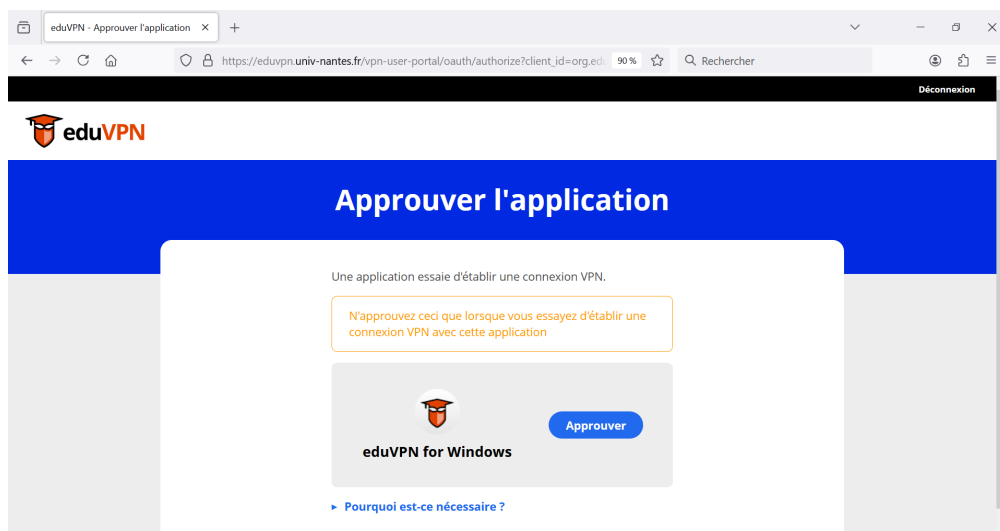 eduVPN - Approuver l'application
https://eduvpn.univ-nantes.fr/vpn-user-portal/oauth/authorize?client_id=org.edu
90 %
Rechercher
Déconnexion
eduVPN
Approuver l'application
Une application essaie d'établir une connexion VPN.
N'approuvez ceci que lorsque vous essayez d'établir une
connexion VPN avec cette application
Approuver
eduVPN for Windows
Pourquoi est-ce nécessaire ?